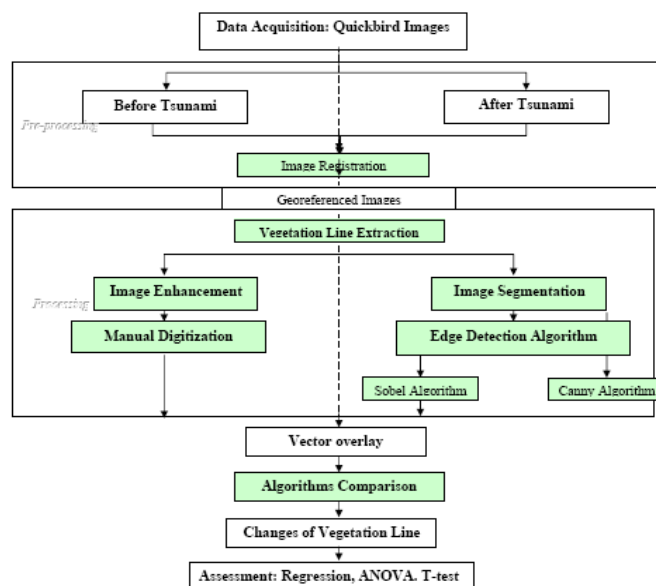 Data Acquisition: Quickbird Images
Before Tsunami
After Tsunami
Pre-processing
Image Registration
Georeferenced Images
Vegetation Line Extraction
Image Enhancement
Image Segmentation
Processing
Manual Digitization
Edge Detection Algorithm
Sobel Algorithm
Canny Algorithm
Vector overlay
Algorithms Comparison
Changes of Vegetation Line
Assessment: Regression, ANOVA. T-test